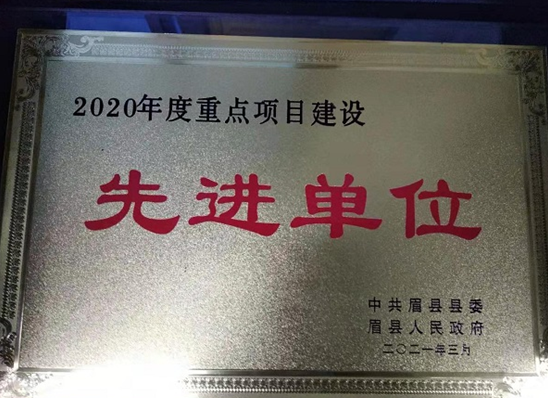 2020年度重点项目建设
先进单位
中共眉县县委
眉县人民政府
二〇二一年三月